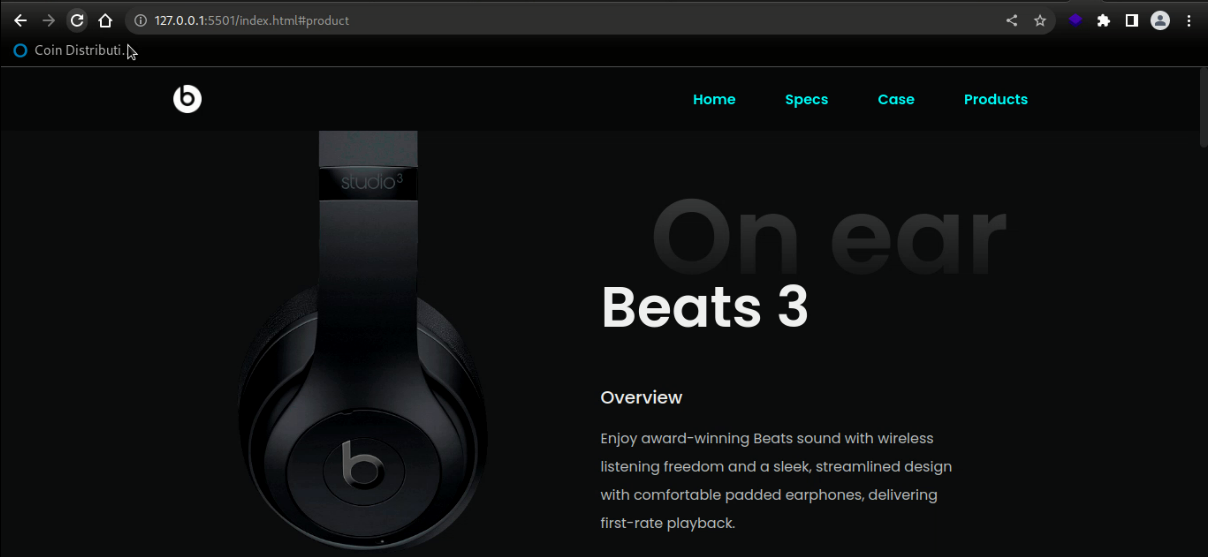 127.0.0.1:5501/index.html#product
Coin Distributi...
b
Home Specs Case Products
studio³
On ear
Beats 3
b
Overview
Enjoy award-winning Beats sound with wireless
listening freedom and a sleek, streamlined design
with comfortable padded earphones, delivering
first-rate playback.